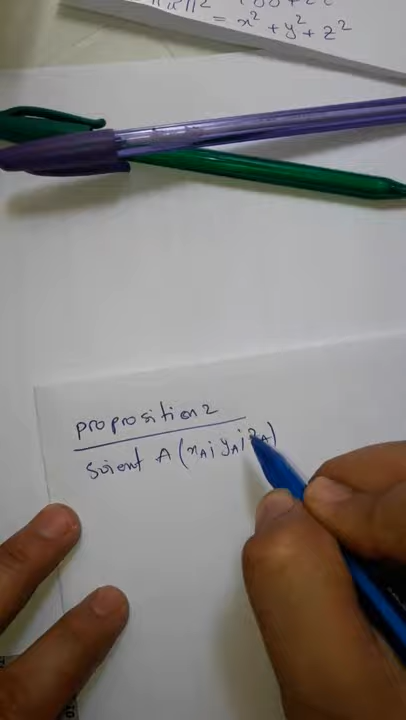 = x² + y² + z²
proposition 2
Soient A (xA; yA; zA)